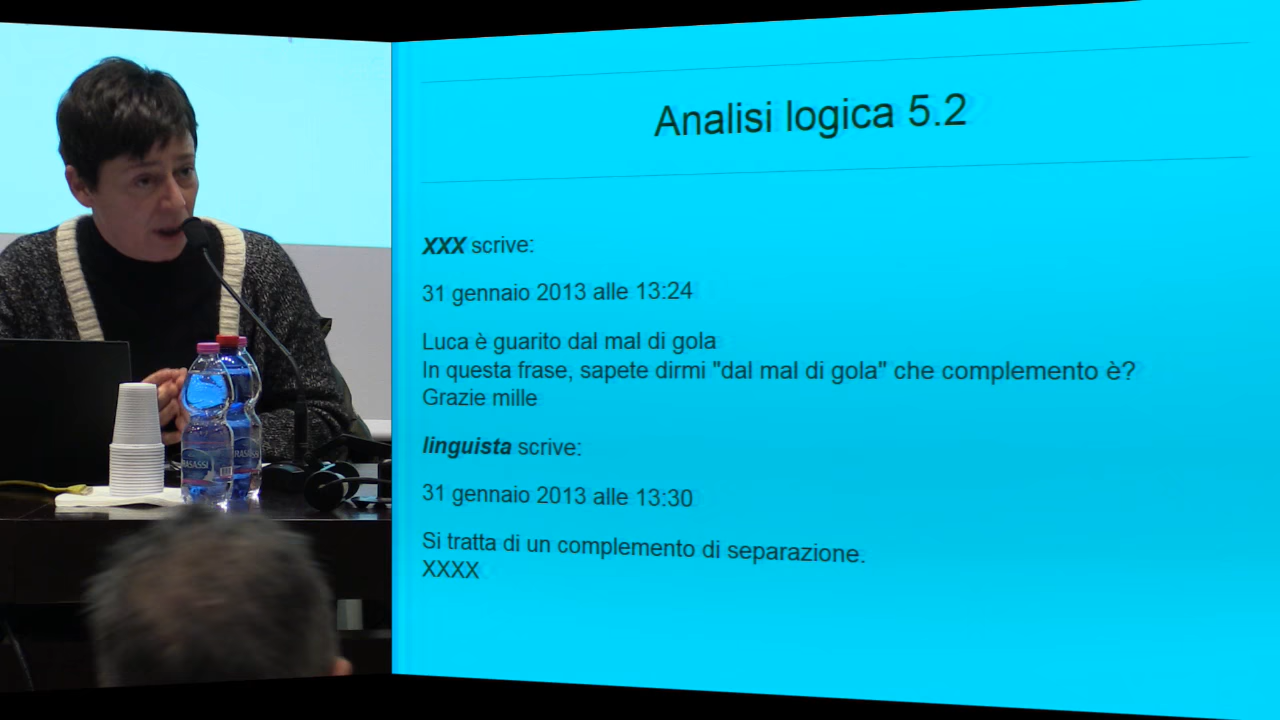 Analisi logica 5.2
XXX scrive:
31 gennaio 2013 alle 13:24
Luca è guarito dal mal di gola
In questa frase, sapete dirmi "dal mal di gola" che complemento è?
Grazie mille
linguista scrive:
31 gennaio 2013 alle 13:30
Si tratta di un complemento di separazione.
XXXX